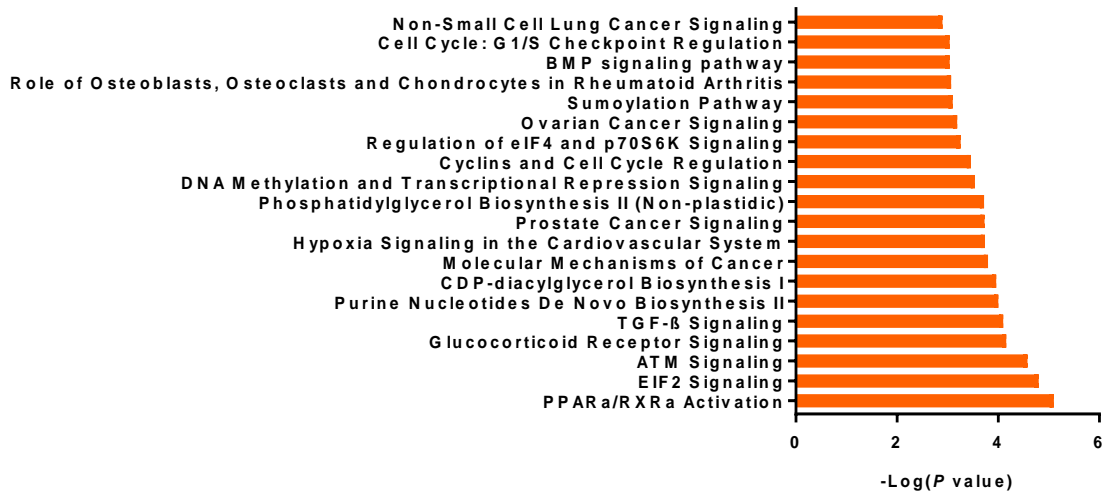 Non-Small Cell Lung Cancer Signaling
Cell Cycle: G1/S Checkpoint Regulation
BMP signaling pathway
Role of Osteoblasts, Osteoclasts and Chondrocytes in Rheumatoid Arthritis
Sumoylation Pathway
Ovarian Cancer Signaling
Regulation of eIF4 and p70S6K Signaling
Cyclins and Cell Cycle Regulation
DNA Methylation and Transcriptional Repression Signaling
Phosphatidylglycerol Biosynthesis II (Non-plastidic)
Prostate Cancer Signaling
Hypoxia Signaling in the Cardiovascular System
Molecular Mechanisms of Cancer
CDP-diacylglycerol Biosynthesis I
Purine Nucleotides De Novo Biosynthesis II
TGF-ß Signaling
Glucocorticoid Receptor Signaling
ATM Signaling
EIF2 Signaling
PPARa/RXRa Activation
0 2 4 6
-Log(P value)